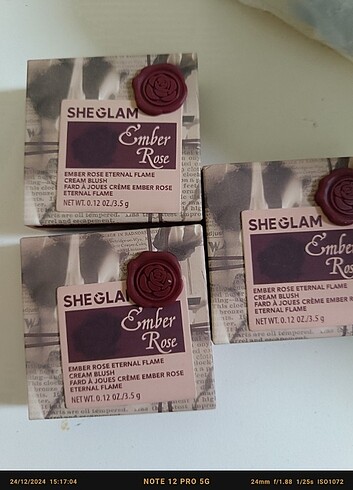 SHEGLAM
Ember
Rose
EMBER ROSE ETERNAL FLAME
CREAM BLUSH
FARD À JOUES CRÈME EMBER ROSE
ETERNAL FLAME
NET WT. 0.12 OZ./3.5 g
SHEGLAM
Ember
Rose
EMBER ROSE ETERNAL FLAME
CREAM BLUSH
FARD À JOUES CRÈME EMBER R
ETERNAL FLAME
NET WT. 0.12 OZ./3.5 g
SHEGLA
Ember
Rose
EMBER ROSE ETERNAL FLAME
CREAM BLUSH
FARD À JOUES CRÈME EMBER ROSE
ETERNAL FLAME
NET WT. 0.12 OZ./3.5 g
24/12/2024 15:17:04 NOTE 12 PRO 5G 24mm f/1.88 1/25s ISO1072